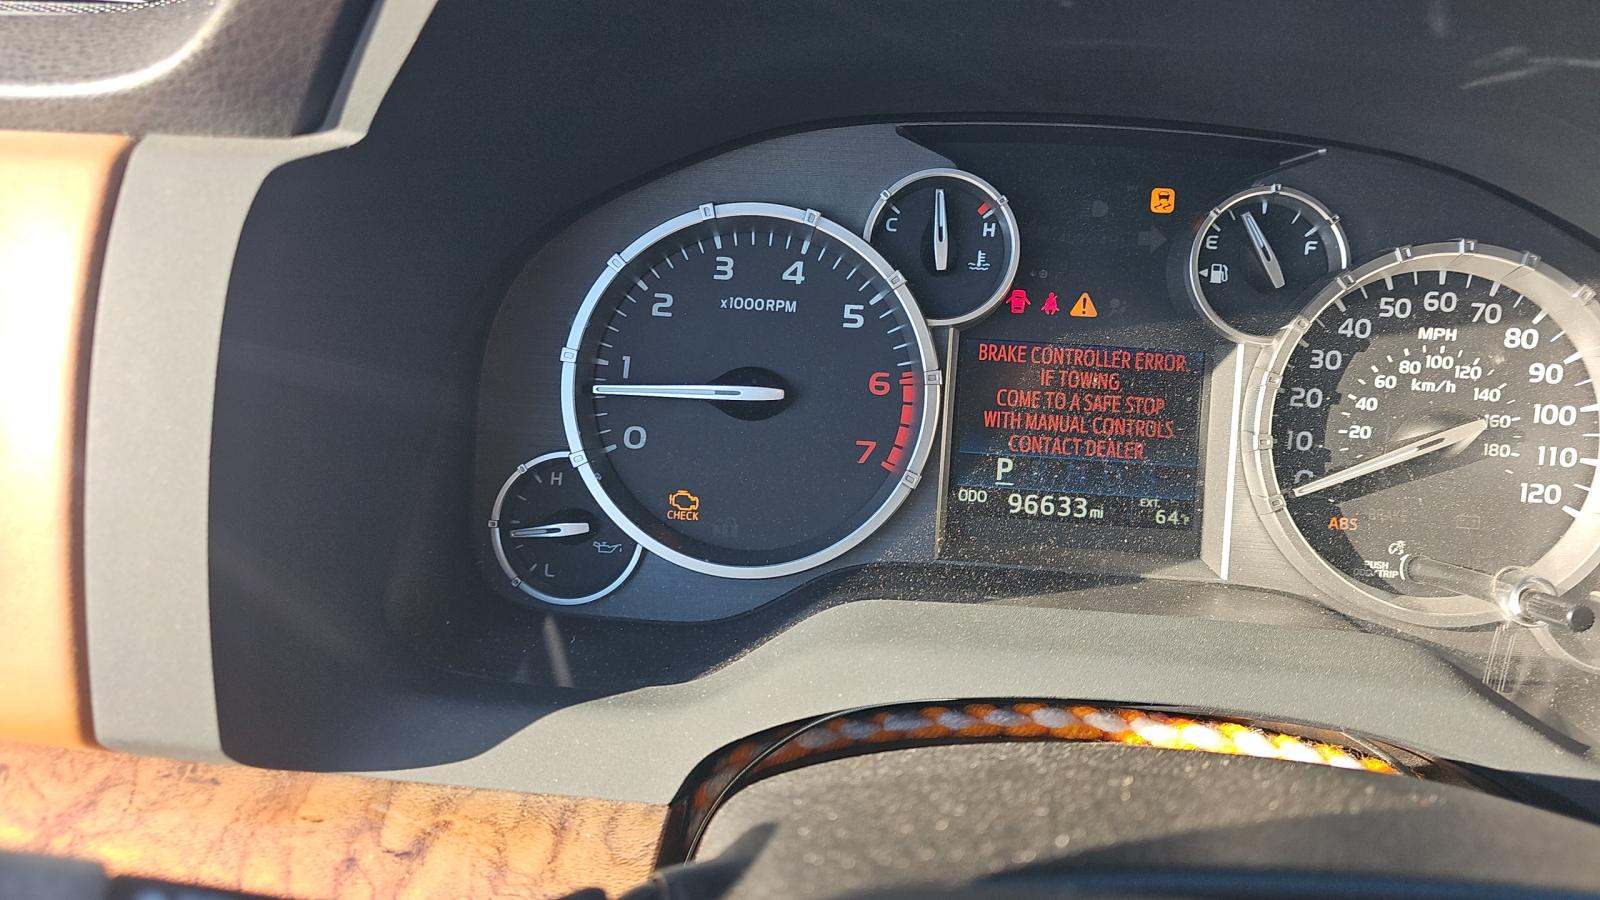 C
H
E
F
0
1
2
3
4
5
6
7
x1000RPM
CHECK
H
L
BRAKE CONTROLLER ERROR.
IF TOWING,
COME TO A SAFE STOP
WITH MANUAL CONTROLS.
CONTACT DEALER.
P
ODO 96633mi
EXT. 64°F
10
20
30
40
50
60
70
80
90
100
110
120
MPH
km/h
20
40
60
80
100
120
140
160
180
ABS
PUSH